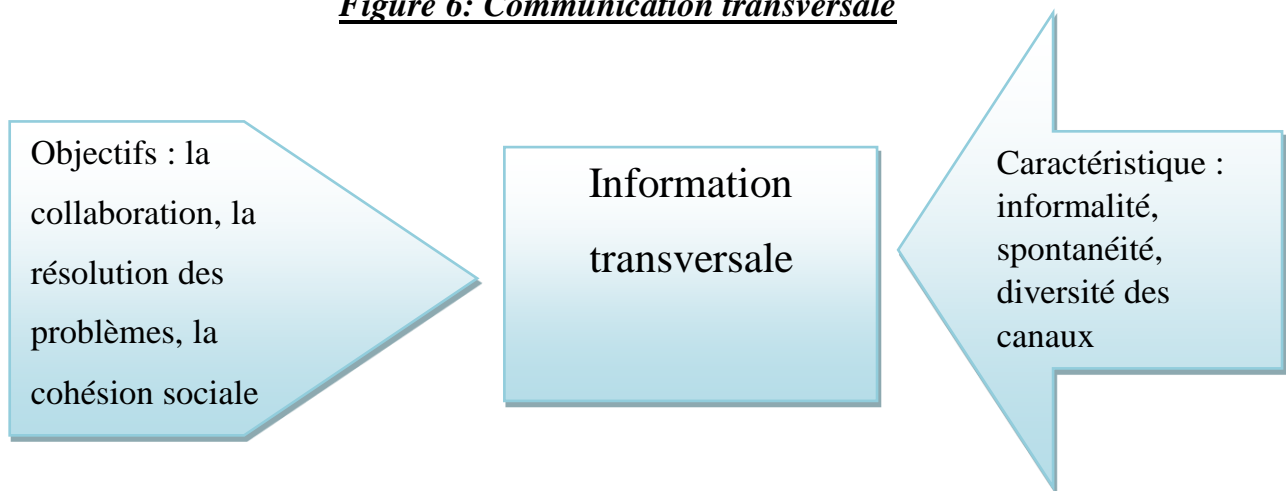 Figure 6: Communication transversale
Objectifs : la
collaboration, la
résolution des
problèmes, la
cohésion sociale
Information
transversale
Caractéristique :
informalité,
spontanéité,
diversité des
canaux